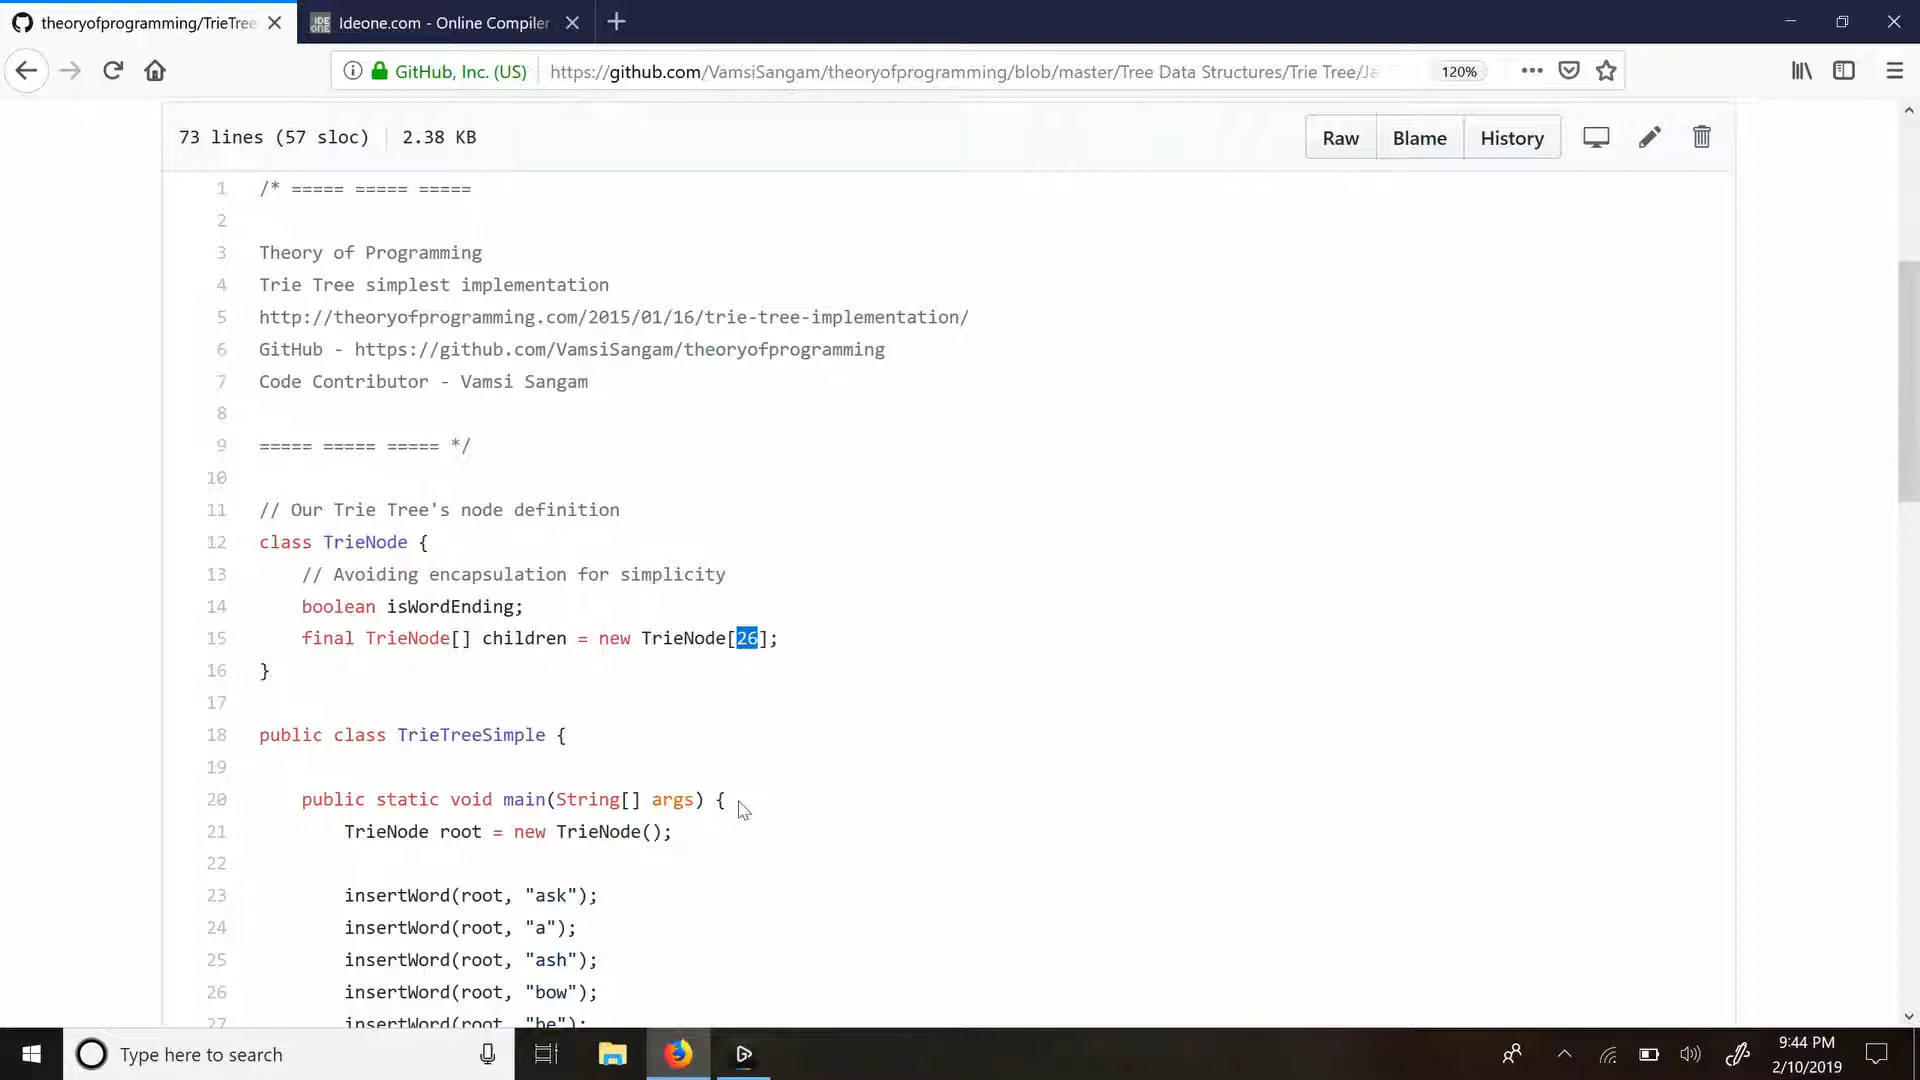 theoryofprogramming/TrieTree
Ideone.com - Online Compiler
GitHub, Inc. (US)
https://github.com/VamsiSangam/theoryofprogramming/blob/master/Tree Data Structures/Trie Tree/Ja
120%
73 lines (57 sloc) 2.38 KB
Raw
Blame
History
1 /* ===== ===== =====
2
3 Theory of Programming
4 Trie Tree simplest implementation
5 http://theoryofprogramming.com/2015/01/16/trie-tree-implementation/
6 GitHub - https://github.com/VamsiSangam/theoryofprogramming
7 Code Contributor - Vamsi Sangam
8
9 ===== ===== ===== */
10
11 // Our Trie Tree's node definition
12 class TrieNode {
13 // Avoiding encapsulation for simplicity
14 boolean isWordEnding;
15 final TrieNode[] children = new TrieNode[26];
16 }
17
18 public class TrieTreeSimple {
19
20 public static void main(String[] args) {
21 TrieNode root = new TrieNode();
22
23 insertWord(root, "ask");
24 insertWord(root, "a");
25 insertWord(root, "ash");
26 insertWord(root, "bow");
27 insertWord(root, "be");
Type here to search
9:44 PM
2/10/2019